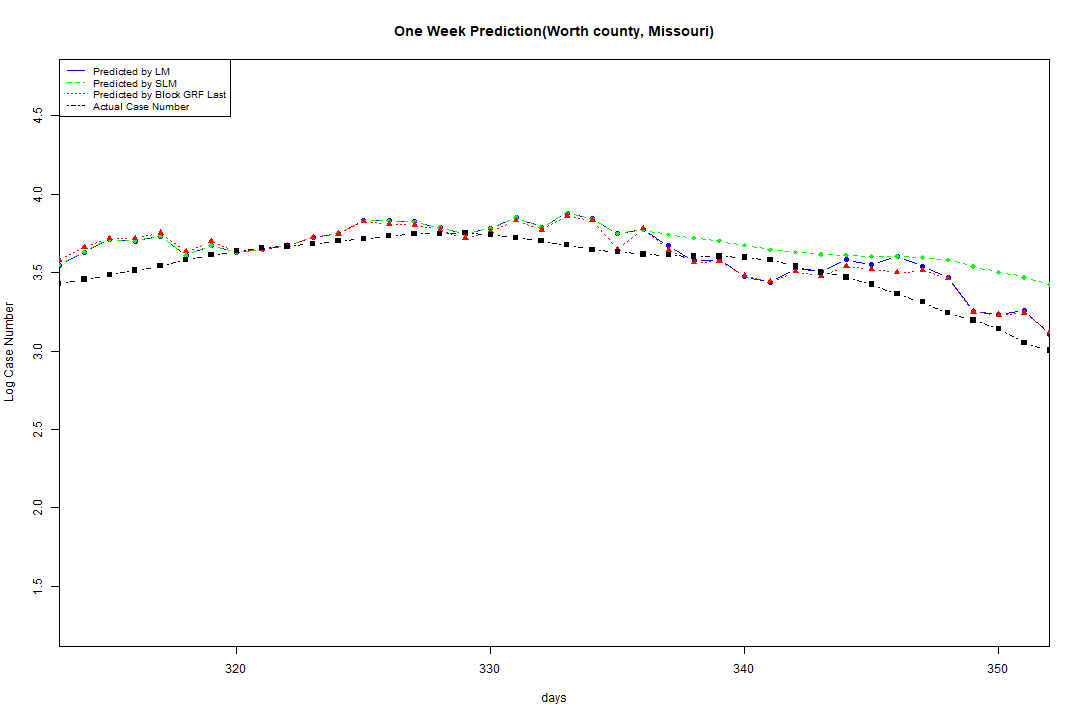 One Week Prediction(Worth county, Missouri)
Predicted by LM
Predicted by SLM
Predicted by Block GRF Last
Actual Case Number
4.5
4.0
3.5
3.0
2.5
2.0
1.5
Log Case Number
320
330
340
350
days